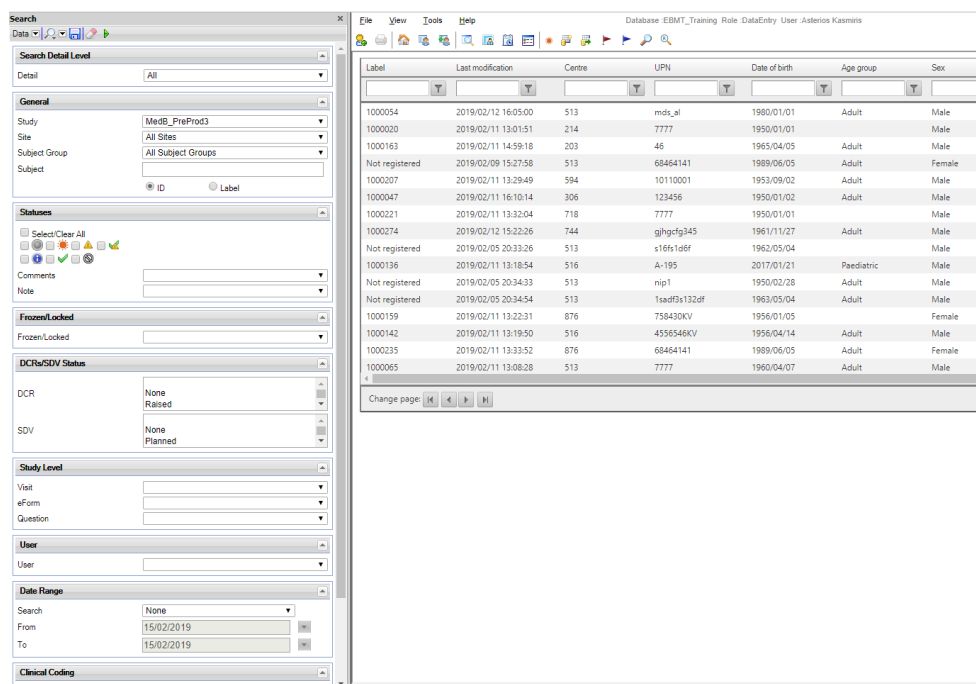 Search
Data
Search Detail Level
Detail All
General
Study MedB_PreProd3
Site All Sites
Subject Group All Subject Groups
Subject
ID Label
Statuses
Select/Clear All
Comments
Note
Frozen/Locked
Frozen/Locked
DCRs/SDV Status
DCR None
Raised
SDV None
Planned
Study Level
Visit
eForm
Question
User
User
Date Range
Search None
From 15/02/2019
To 15/02/2019
Clinical Coding
File View Tools Help Database :EBMT_Training Role :DataEntry User :Asterios Kasmiris
Label Last modification Centre UPN Date of birth Age group Sex
1000054 2019/02/12 16:05:00 513 mds_al 1980/01/01 Adult Male
1000020 2019/02/11 13:01:51 214 7777 1950/01/01 Male
1000163 2019/02/11 14:59:18 203 46 1965/04/05 Adult Male
Not registered 2019/02/09 15:27:58 513 68464141 1989/06/05 Adult Female
1000207 2019/02/11 13:29:49 594 10110001 1953/09/02 Adult Male
1000047 2019/02/11 16:10:14 306 123456 1950/01/02 Adult Male
1000221 2019/02/11 13:32:04 718 7777 1950/01/01 Male
1000274 2019/02/12 15:22:26 744 gjhgcfg345 1961/11/27 Adult Male
Not registered 2019/02/05 20:33:26 513 s16fs1d6f 1962/05/04 Male
1000136 2019/02/11 13:18:54 516 A-195 2017/01/21 Paediatric Male
Not registered 2019/02/05 20:34:33 513 nip1 1950/02/28 Adult Male
Not registered 2019/02/05 20:34:54 513 1sadf3s132df 1963/05/04 Adult Male
1000159 2019/02/11 13:22:31 876 758430KV 1956/01/05 Female
1000142 2019/02/11 13:19:50 516 4556546KV 1956/04/14 Adult Male
1000235 2019/02/11 13:33:52 876 68464141 1989/06/05 Adult Female
1000065 2019/02/11 13:08:28 513 7777 1960/04/07 Adult Male
Change page: